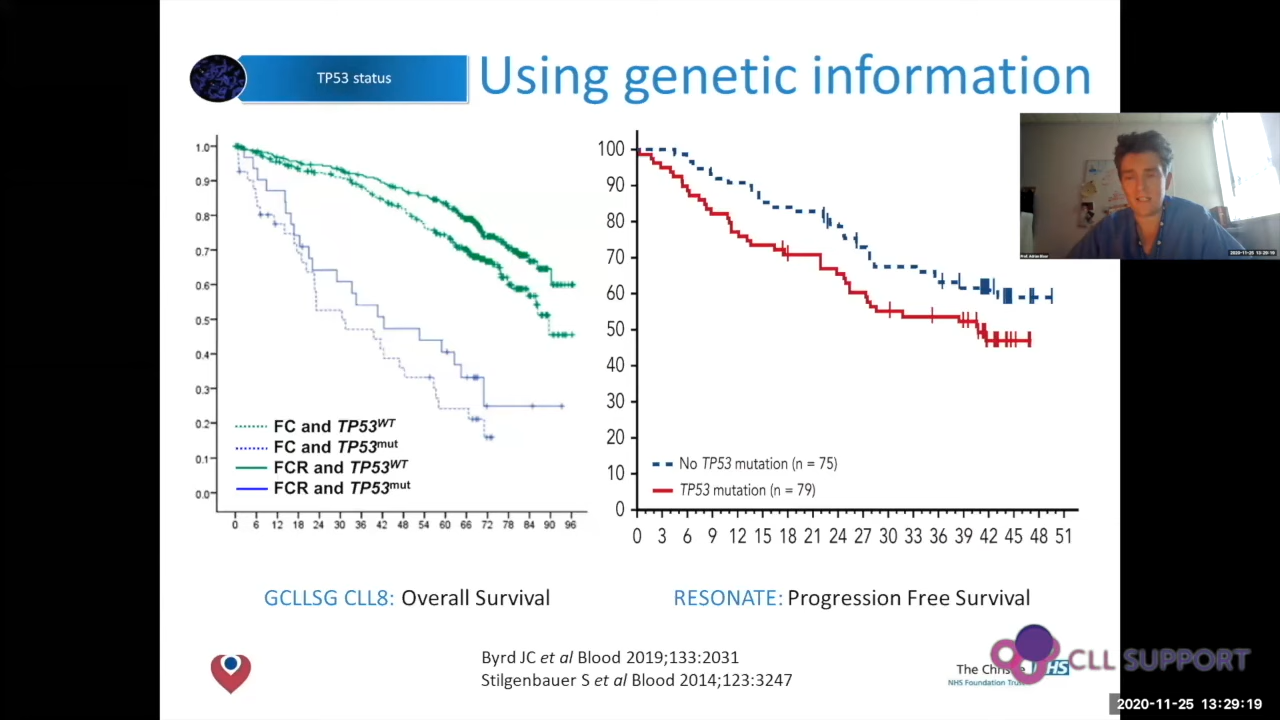 TP53 status
Using genetic information
1.0
0.9
0.8
0.7
0.6
0.5
0.4
0.3
0.2
0.1
0.0
FC and TP53WT
FC and TP53mut
FCR and TP53WT
FCR and TP53mut
0 6 12 18 24 30 36 42 48 54 60 66 72 78 84 90 96
100
90
80
70
60
50
40
30
20
10
0
No TP53 mutation (n = 75)
TP53 mutation (n = 79)
0 3 6 9 12 15 18 21 24 27 30 33 36 39 42 45 48 51
2020-11-25 13:29:19
GCLLSG CLL8: Overall Survival
RESONATE: Progression Free Survival
Byrd JC et al Blood 2019;133:2031
Stilgenbauer S et al Blood 2014;123:3247
The
NHS
NHS Foundation
CLL SUPPORT
2020-11-25 13:29:19